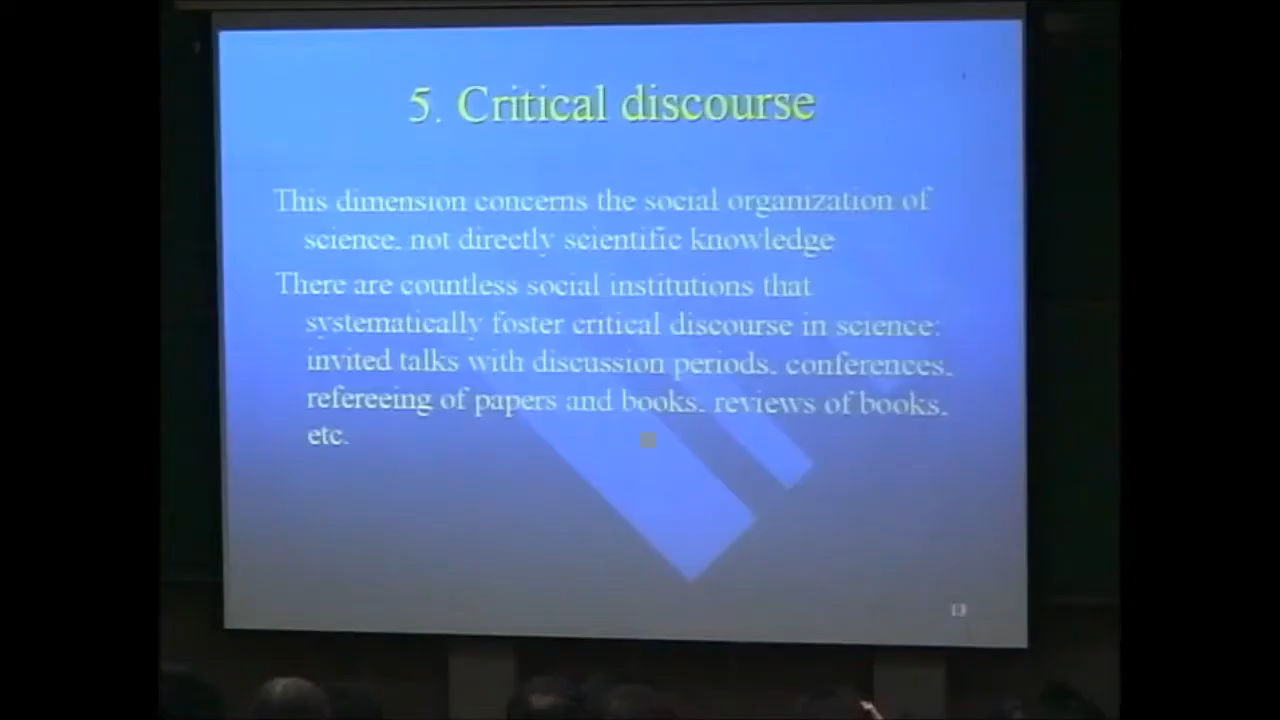 5. Critical discourse
This dimension concerns the social organization of
science, not directly scientific knowledge
There are countless social institutions that
systematically foster critical discourse in science:
invited talks with discussion periods, conferences,
refereeing of papers and books, reviews of books,
etc.
13